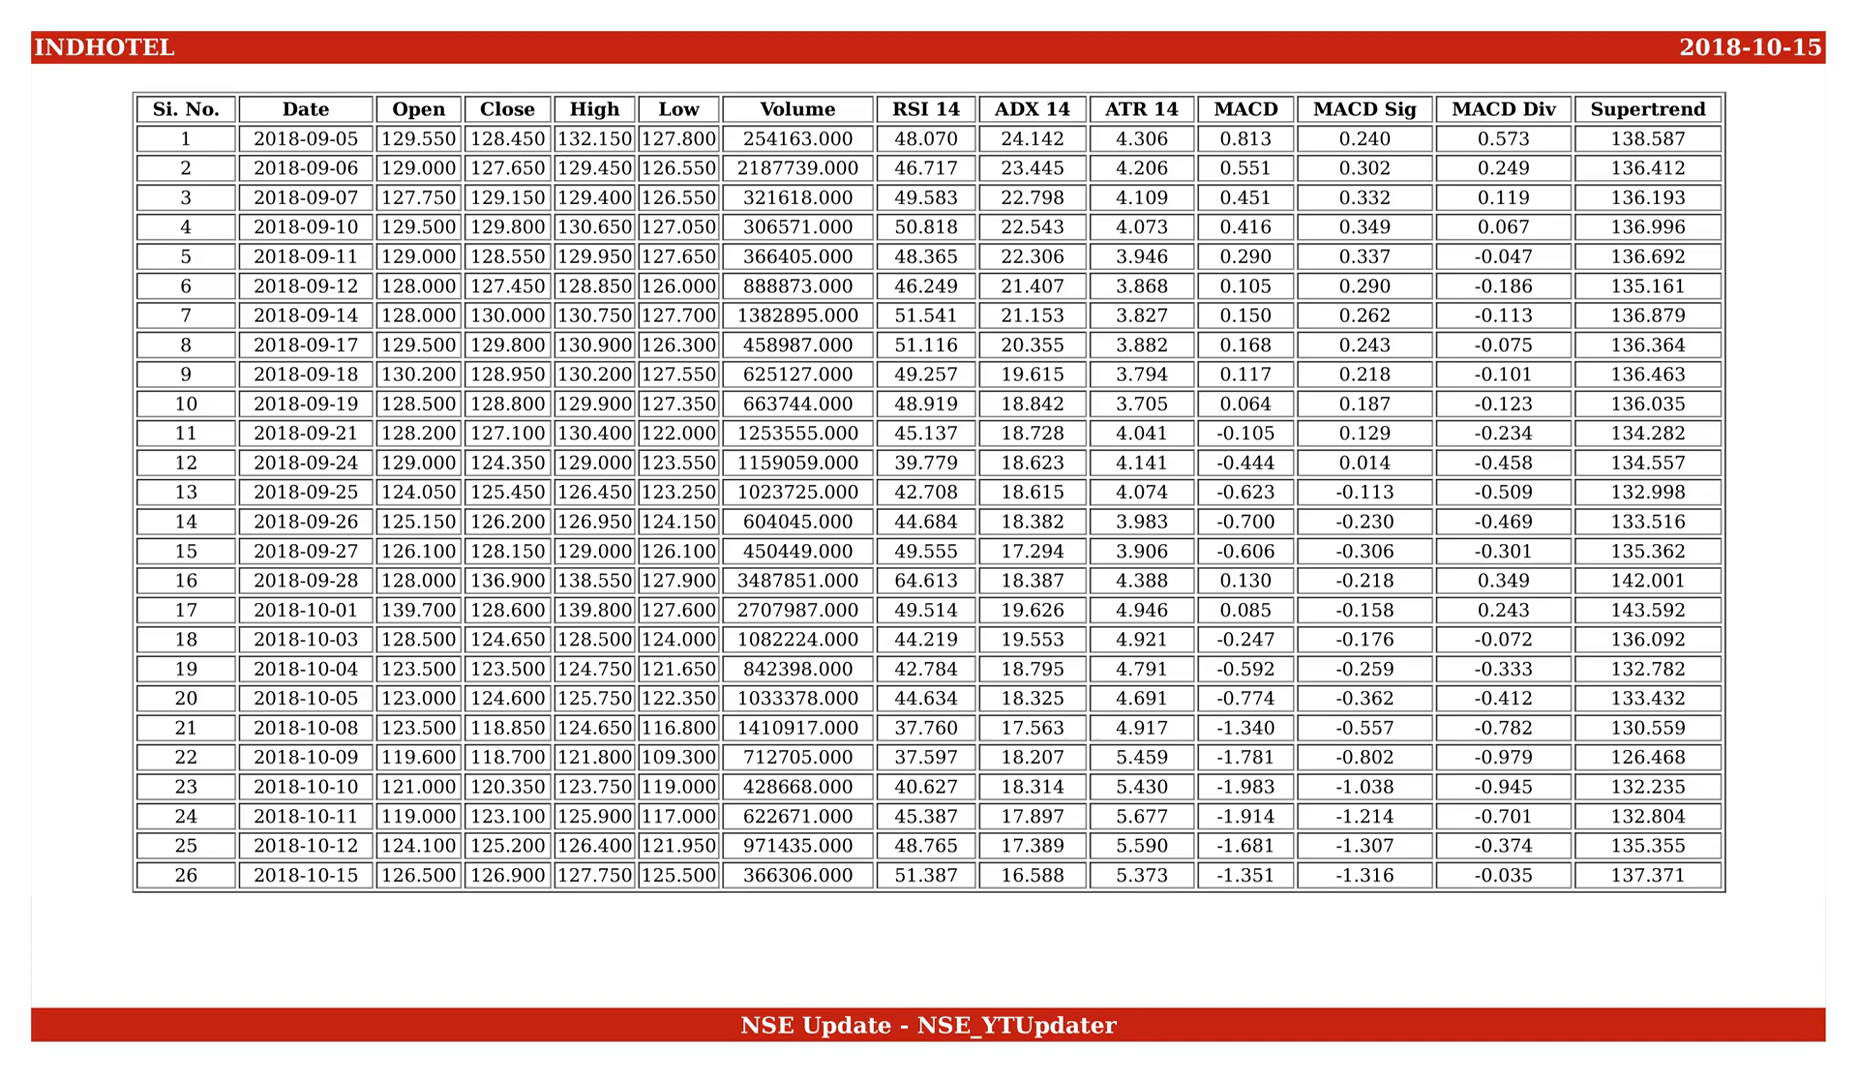 INDHOTEL 2018-10-15
Si. No. Date Open Close High Low Volume RSI 14 ADX 14 ATR 14 MACD MACD Sig MACD Div Supertrend
1 2018-09-05 129.550 128.450 132.150 127.800 254163.000 48.070 24.142 4.306 0.813 0.240 0.573 138.587
2 2018-09-06 129.000 127.650 129.450 126.550 2187739.000 46.717 23.445 4.206 0.551 0.302 0.249 136.412
3 2018-09-07 127.750 129.150 129.400 126.550 321618.000 49.583 22.798 4.109 0.451 0.332 0.119 136.193
4 2018-09-10 129.500 129.800 130.650 127.050 306571.000 50.818 22.543 4.073 0.416 0.349 0.067 136.996
5 2018-09-11 129.000 128.550 129.950 127.650 366405.000 48.365 22.306 3.946 0.290 0.337 -0.047 136.692
6 2018-09-12 128.000 127.450 128.850 126.000 888873.000 46.249 21.407 3.868 0.105 0.290 -0.186 135.161
7 2018-09-14 128.000 130.000 130.750 127.700 1382895.000 51.541 21.153 3.827 0.150 0.262 -0.113 136.879
8 2018-09-17 129.500 129.800 130.900 126.300 458987.000 51.116 20.355 3.882 0.168 0.243 -0.075 136.364
9 2018-09-18 130.200 128.950 130.200 127.550 625127.000 49.257 19.615 3.794 0.117 0.218 -0.101 136.463
10 2018-09-19 128.500 128.800 129.900 127.350 663744.000 48.919 18.842 3.705 0.064 0.187 -0.123 136.035
11 2018-09-21 128.200 127.100 130.400 122.000 1253555.000 45.137 18.728 4.041 -0.105 0.129 -0.234 134.282
12 2018-09-24 129.000 124.350 129.000 123.550 1159059.000 39.779 18.623 4.141 -0.444 0.014 -0.458 134.557
13 2018-09-25 124.050 125.450 126.450 123.250 1023725.000 42.708 18.615 4.074 -0.623 -0.113 -0.509 132.998
14 2018-09-26 125.150 126.200 126.950 124.150 604045.000 44.684 18.382 3.983 -0.700 -0.230 -0.469 133.516
15 2018-09-27 126.100 128.150 129.000 126.100 450449.000 49.555 17.294 3.906 -0.606 -0.306 -0.301 135.362
16 2018-09-28 128.000 136.900 138.550 127.900 3487851.000 64.613 18.387 4.388 0.130 -0.218 0.349 142.001
17 2018-10-01 139.700 128.600 139.800 127.600 2707987.000 49.514 19.626 4.946 0.085 -0.158 0.243 143.592
18 2018-10-03 128.500 124.650 128.500 124.000 1082224.000 44.219 19.553 4.921 -0.247 -0.176 -0.072 136.092
19 2018-10-04 123.500 123.500 124.750 121.650 842398.000 42.784 18.795 4.791 -0.592 -0.259 -0.333 132.782
20 2018-10-05 123.000 124.600 125.750 122.350 1033378.000 44.634 18.325 4.691 -0.774 -0.362 -0.412 133.432
21 2018-10-08 123.500 118.850 124.650 116.800 1410917.000 37.760 17.563 4.917 -1.340 -0.557 -0.782 130.559
22 2018-10-09 119.600 118.700 121.800 109.300 712705.000 37.597 18.207 5.459 -1.781 -0.802 -0.979 126.468
23 2018-10-10 121.000 120.350 123.750 119.000 428668.000 40.627 18.314 5.430 -1.983 -1.038 -0.945 132.235
24 2018-10-11 119.000 123.100 125.900 117.000 622671.000 45.387 17.897 5.677 -1.914 -1.214 -0.701 132.804
25 2018-10-12 124.100 125.200 126.400 121.950 971435.000 48.765 17.389 5.590 -1.681 -1.307 -0.374 135.355
26 2018-10-15 126.500 126.900 127.750 125.500 366306.000 51.387 16.588 5.373 -1.351 -1.316 -0.035 137.371
NSE Update - NSE_YTUpdater